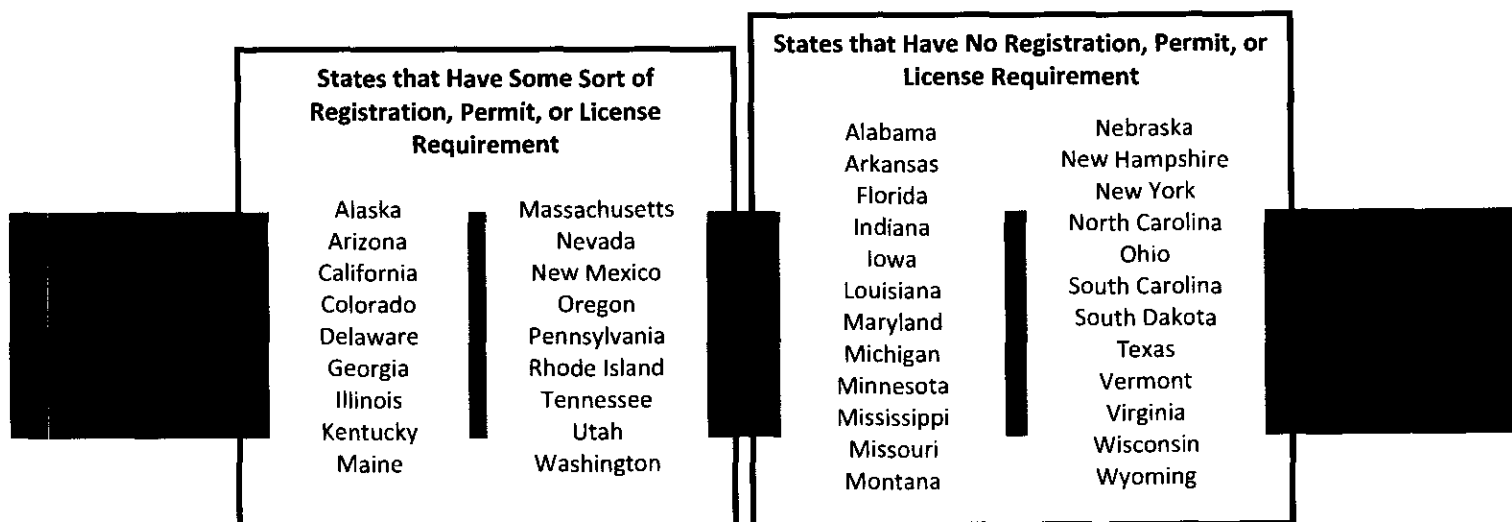 States that Have Some Sort of
Registration, Permit, or License
Requirement
Alaska
Arizona
California
Colorado
Delaware
Georgia
Illinois
Kentucky
Maine
Massachusetts
Nevada
New Mexico
Oregon
Pennsylvania
Rhode Island
Tennessee
Utah
Washington
States that Have No Registration, Permit, or
License Requirement
Alabama
Arkansas
Florida
Indiana
Iowa
Louisiana
Maryland
Michigan
Minnesota
Mississippi
Missouri
Montana
Nebraska
New Hampshire
New York
North Carolina
Ohio
South Carolina
South Dakota
Texas
Vermont
Virginia
Wisconsin
Wyoming